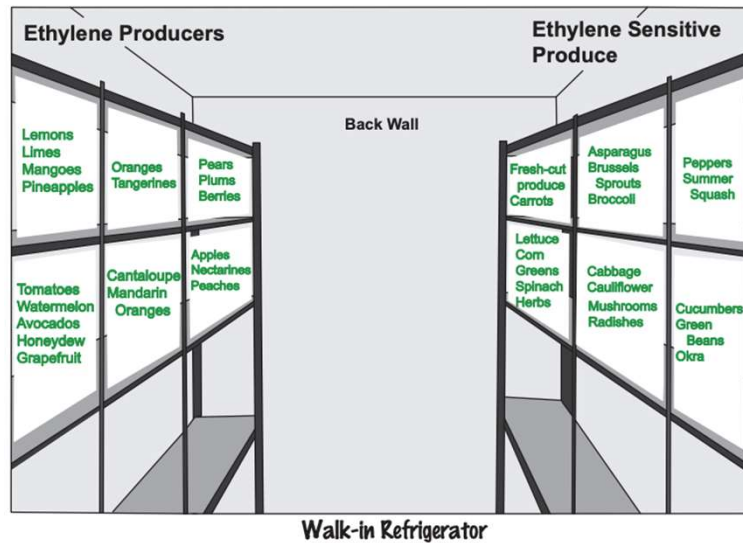 Ethylene Producers
Ethylene Sensitive
Produce
Back Wall
Lemons
Limes
Mangoes
Pineapples
Oranges
Tangerines
Pears
Plums
Berries
Tomatoes
Watermelon
Avocados
Honeydew
Grapefruit
Cantaloupe
Mandarin
Oranges
Apples
Nectarines
Peaches
Fresh-cut
produce
Carrots
Asparagus
Brussels
Sprouts
Broccoli
Peppers
Summer
Squash
Lettuce
Corn
Greens
Spinach
Herbs
Cabbage
Cauliflower
Mushrooms
Radishes
Cucumbers
Green
Beans
Okra
Walk-in Refrigerator